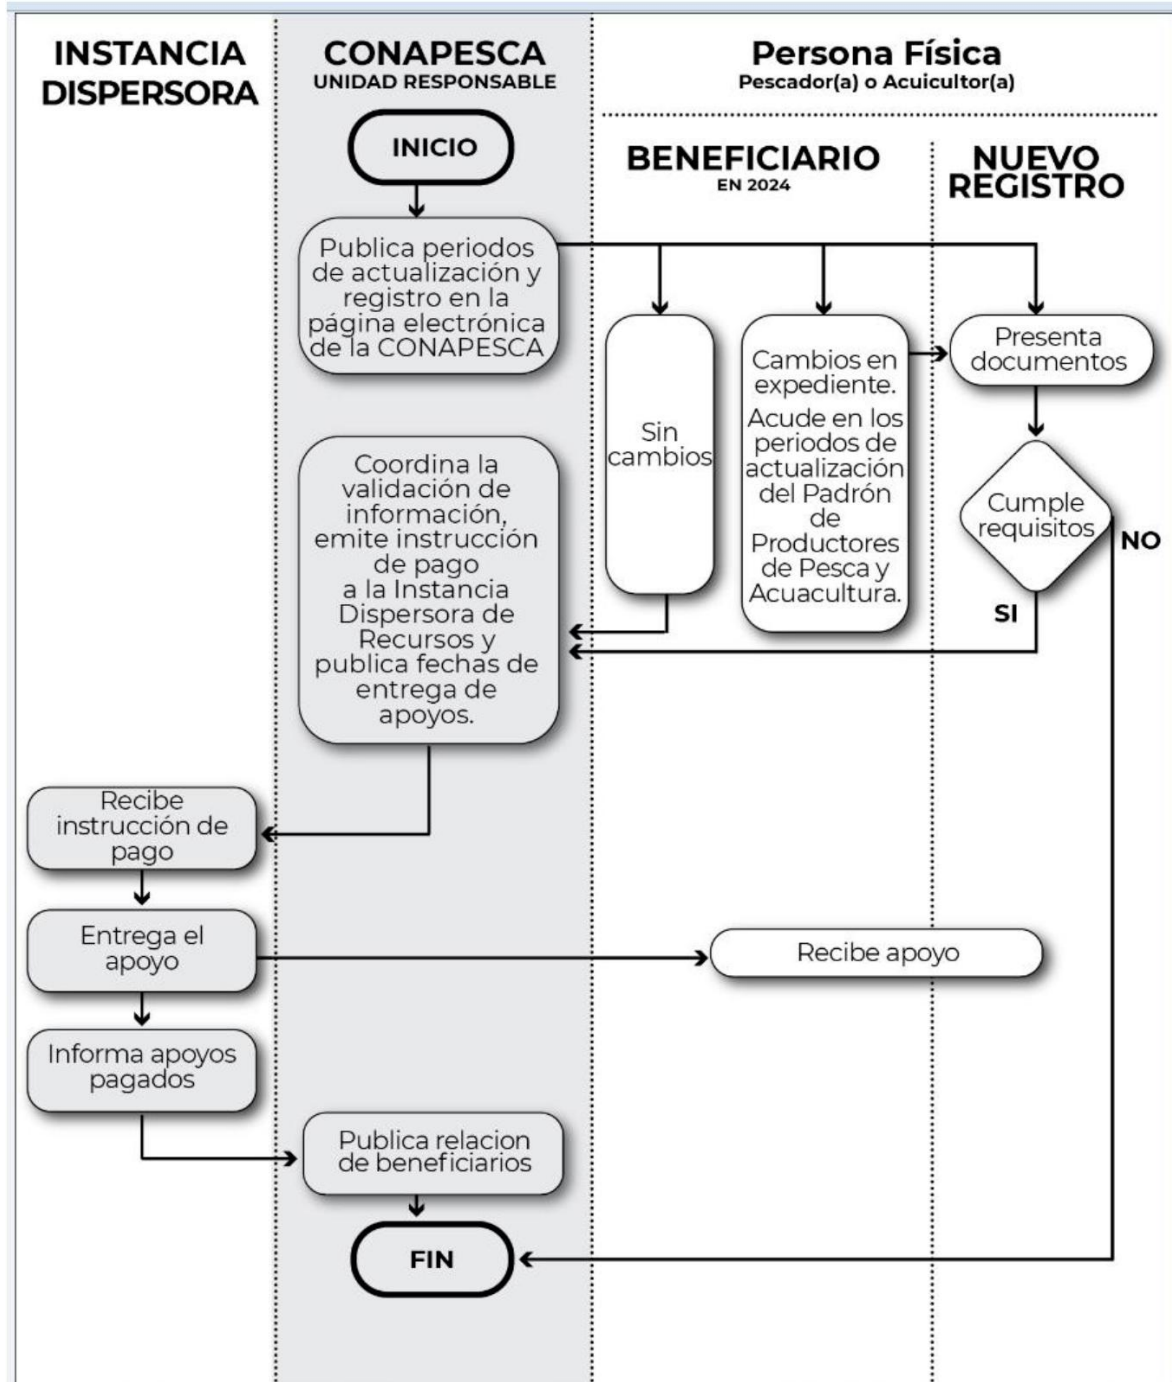 INSTANCIA
DISPERSORA
CONAPESCA
UNIDAD RESPONSABLE
Persona Física
Pescador(a) o Acuicultor(a)
BENEFICIARIO
EN 2024
NUEVO
REGISTRO
INICIO
Publica periodos
de actualización y
registro en la
página electrónica
de la CONAPESCA
Sin
cambios
Cambios en
expediente.
Acude en los
periodos de
actualización
del Padrón
de
Productores
de Pesca y
Acuacultura.
Presenta
documentos
Cumple
requisitos
NO
SI
Coordina la
validación de
información,
emite instrucción
de pago
a la Instancia
Dispersora de
Recursos y
publica fechas de
entrega de
apoyos.
Recibe
instrucción de
pago
Entrega el
apoyo
Recibe apoyo
Informa apoyos
pagados
Publica relacion
de beneficiarios
FIN